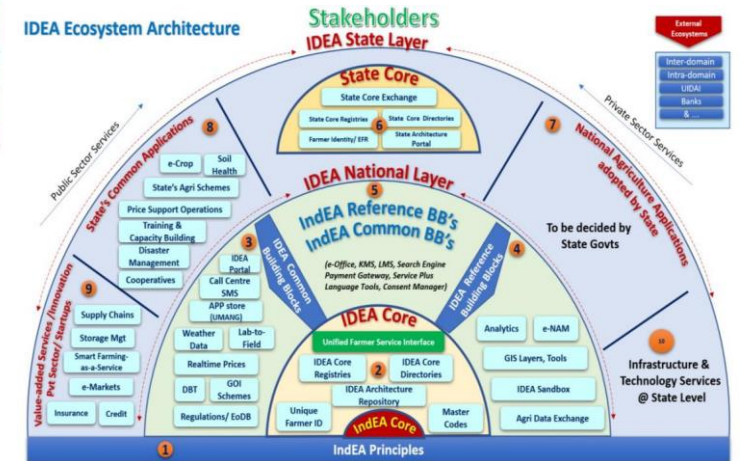 IDEA Ecosystem Architecture
Stakeholders
IDEA State Layer
External
Ecosystems
Inter-domain
Intra-domain
UIDAI
Banks
& ...
Public Sector Services
Private Sector Services
State Core
State Core Exchange
State Core Registries
State Core Directories
6
Farmer Identity/ EFR
State Architecture
Portal
8
State's Common Applications
e-Crop
Soil
Health
State's Agri Schemes
Price Support Operations
Training &
Capacity Building
Disaster
Management
Cooperatives
7
National Agriculture Applications
adopted by State
To be decided by
State Govts
IDEA National Layer
5
IndEA Reference BB's
IndEA Common BB's
(e-Office, KMS, LMS, Search Engine
Payment Gateway, Service Plus
Language Tools, Consent Manager)
3
IDEA Common
Building Blocks
IDEA
Portal
Call Centre
SMS
APP store
(UMANG)
Weather
Data
Lab-to-
Field
Realtime Prices
DBT
GOI
Schemes
Regulations/ EoDB
4
IDEA Reference
Building Blocks
Analytics
e-NAM
GIS Layers, Tools
IDEA Sandbox
Agri Data Exchange
9
Value-added Services /Innovation
Pvt Sector/ Startups
Supply Chains
Storage Mgt
Smart Farming-
as-a-Service
e-Markets
Insurance
Credit
10
Infrastructure &
Technology Services
@ State Level
IDEA Core
Unified Farmer Service Interface
IDEA Core
Registries
2
IDEA Core
Directories
IDEA Architecture
Repository
Unique
Farmer ID
Master
Codes
IndEA Core
1
IndEA Principles